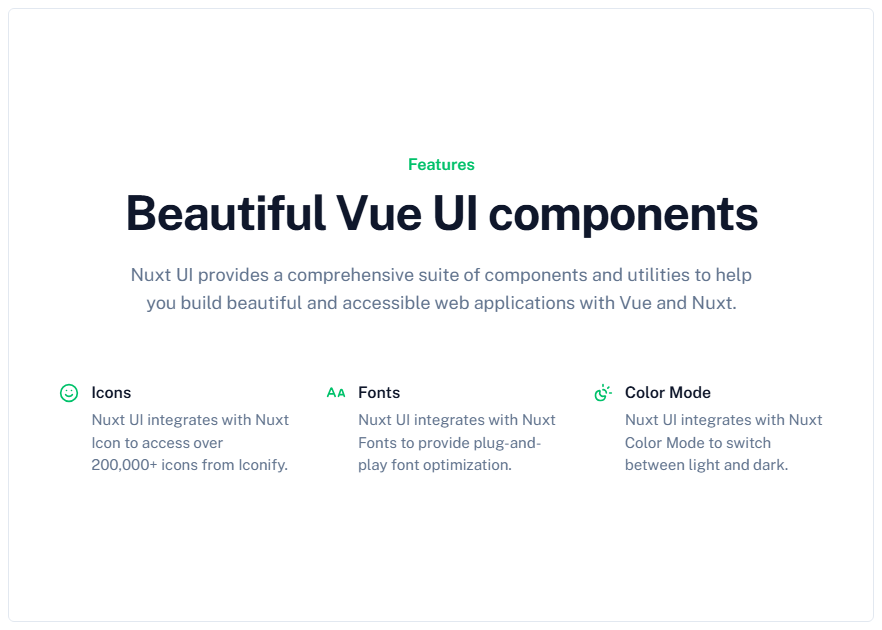 Features
Beautiful Vue UI components
Nuxt UI provides a comprehensive suite of components and utilities to help
you build beautiful and accessible web applications with Vue and Nuxt.
Icons
Nuxt UI integrates with Nuxt
Icon to access over
200,000+ icons from Iconify.
Fonts
Nuxt UI integrates with Nuxt
Fonts to provide plug-and-
play font optimization.
Color Mode
Nuxt UI integrates with Nuxt
Color Mode to switch
between light and dark.